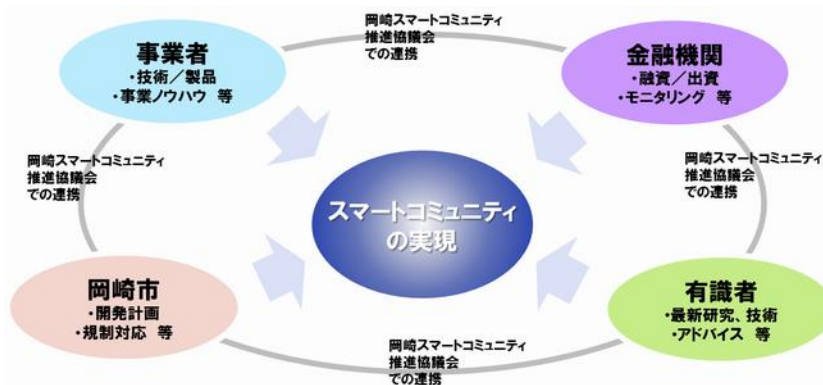 岡崎スマートコミュニティ
推進協議会
での連携
事業者
・技術／製品
・事業ノウハウ 等
金融機関
・融資／出資
・モニタリング 等
岡崎スマートコミュニティ
推進協議会
での連携
岡崎スマートコミュニティ
推進協議会
での連携
スマートコミュニティ
の実現
岡崎市
・開発計画
・規制対応 等
有識者
・最新研究、技術
・アドバイス 等
岡崎スマートコミュニティ
推進協議会
での連携